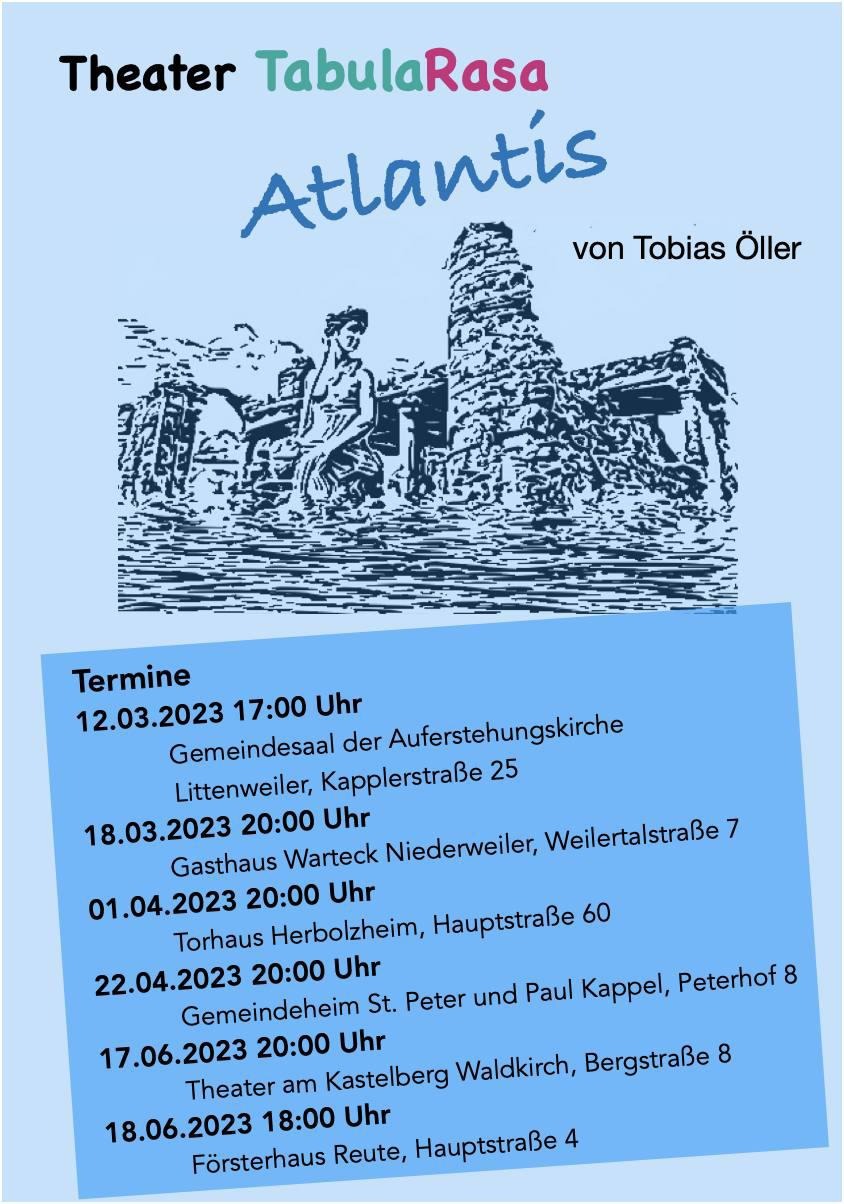 Theater TabulaRasa
Atlantis
von Tobias Öller
Termine
12.03.2023 17:00 Uhr
Gemeindesaal der Auferstehungskirche
Littenweiler, Kapplerstraße 25
18.03.2023 20:00 Uhr
Gasthaus Warteck Niederweiler, Weilertalstraße 7
01.04.2023 20:00 Uhr
Torhaus Herbolzheim, Hauptstraße 60
22.04.2023 20:00 Uhr
Gemeindeheim St. Peter und Paul Kappel, Peterhof 8
17.06.2023 20:00 Uhr
Theater am Kastelberg Waldkirch, Bergstraße 8
18.06.2023 18:00 Uhr
Försterhaus Reute, Hauptstraße 4